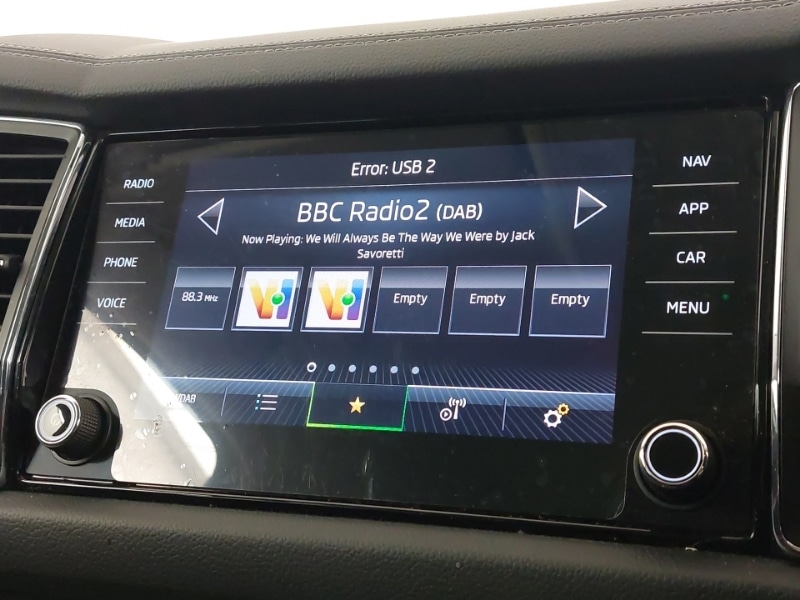 Error: USB 2
BBC Radio2 (DAB)
Now Playing: We Will Always Be The Way We Were by Jack
Savoretti
88.3 MHz
Empty
Empty
Empty
RADIO
MEDIA
PHONE
VOICE
NAV
APP
CAR
MENU